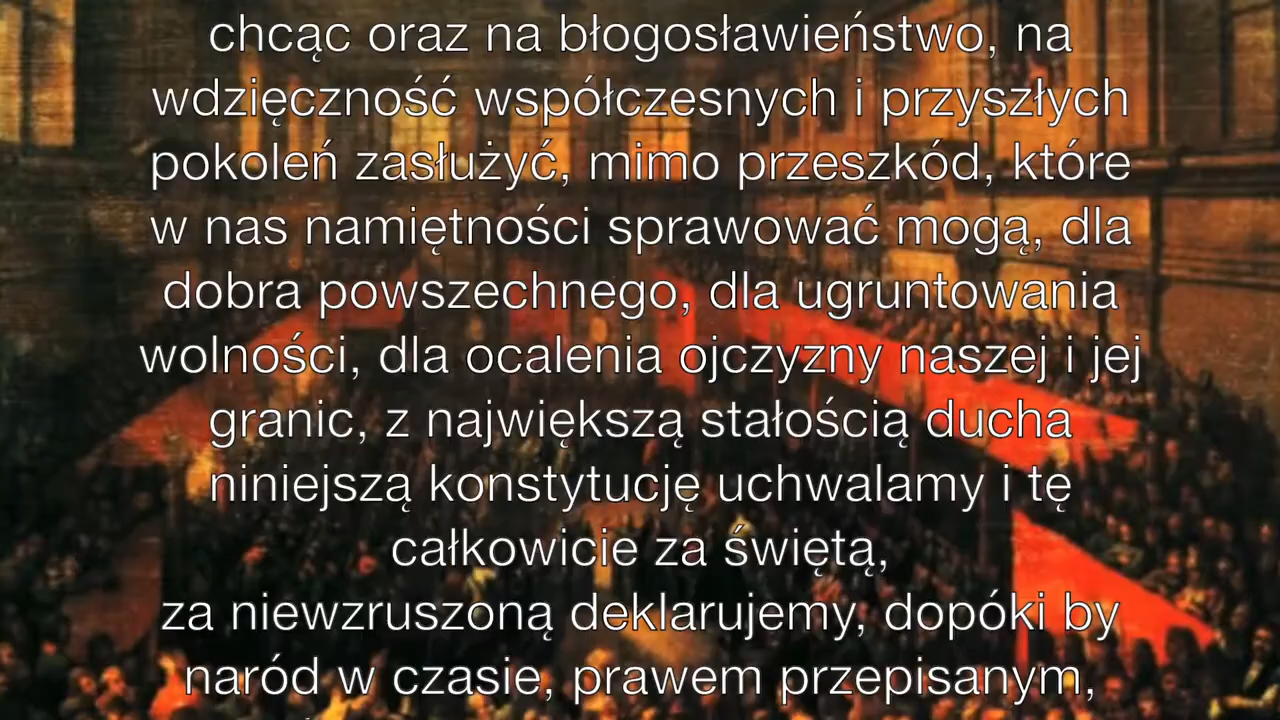 chcąc oraz na błogosławieństwo, na
wdzięczność współczesnych i przyszłych
pokoleń zasłużyć, mimo przeszkód, które
w nas namiętności sprawować mogą, dla
dobra powszechnego, dla ugruntowania
wolności, dla ocalenia ojczyzny naszej i jej
granic, z największą stałością ducha
niniejszą konstytucję uchwalamy i tę
całkowicie za świętą,
za niewzruszoną deklarujemy, dopóki by
naród w czasie, prawem przepisanym,